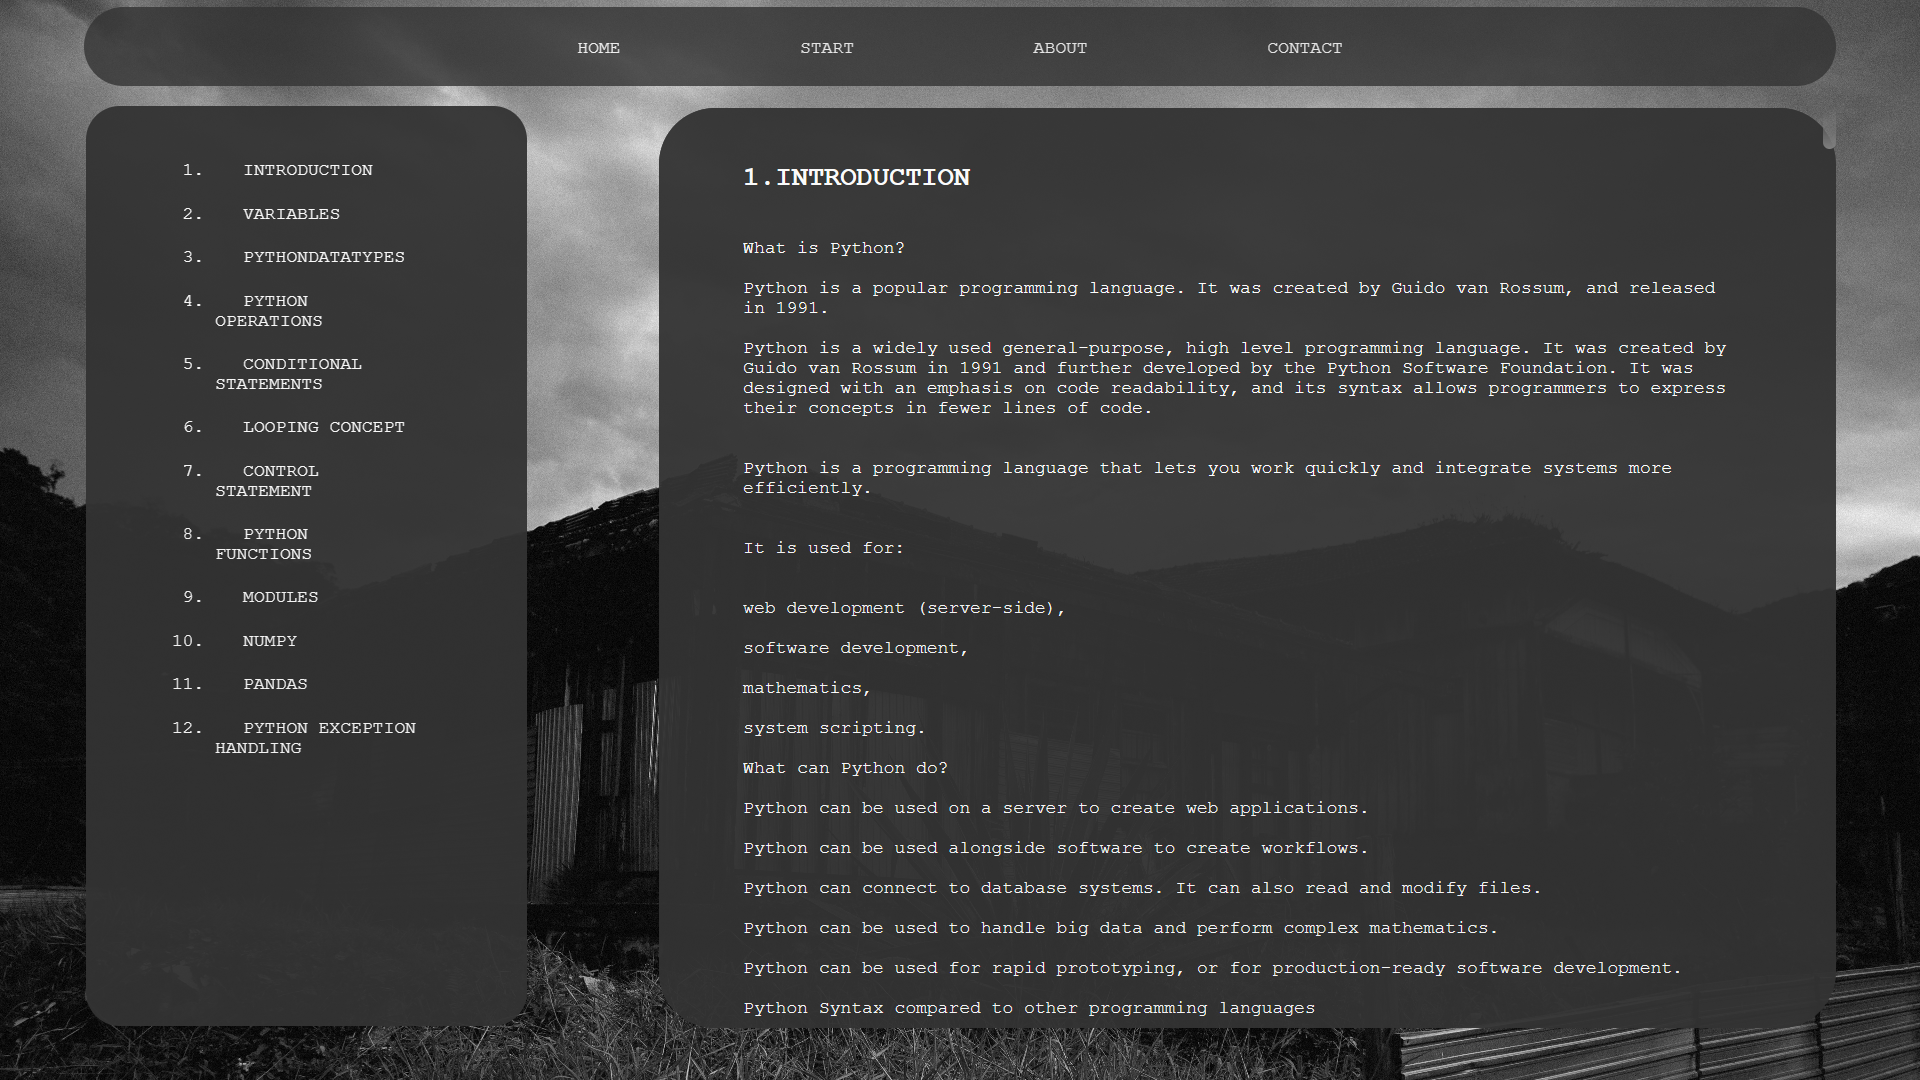 HOME START ABOUT CONTACT
1. INTRODUCTION
2. VARIABLES
3. PYTHONDATATYPES
4. PYTHON
OPERATIONS
5. CONDITIONAL
STATEMENTS
6. LOOPING CONCEPT
7. CONTROL
STATEMENT
8. PYTHON
FUNCTIONS
9. MODULES
10. NUMPY
11. PANDAS
12. PYTHON EXCEPTION
HANDLING
1.INTRODUCTION
What is Python?
Python is a popular programming language. It was created by Guido van Rossum, and released
in 1991.
Python is a widely used general-purpose, high level programming language. It was created by
Guido van Rossum in 1991 and further developed by the Python Software Foundation. It was
designed with an emphasis on code readability, and its syntax allows programmers to express
their concepts in fewer lines of code.
Python is a programming language that lets you work quickly and integrate systems more
efficiently.
It is used for:
web development (server-side),
software development,
mathematics,
system scripting.
What can Python do?
Python can be used on a server to create web applications.
Python can be used alongside software to create workflows.
Python can connect to database systems. It can also read and modify files.
Python can be used to handle big data and perform complex mathematics.
Python can be used for rapid prototyping, or for production-ready software development.
Python Syntax compared to other programming languages